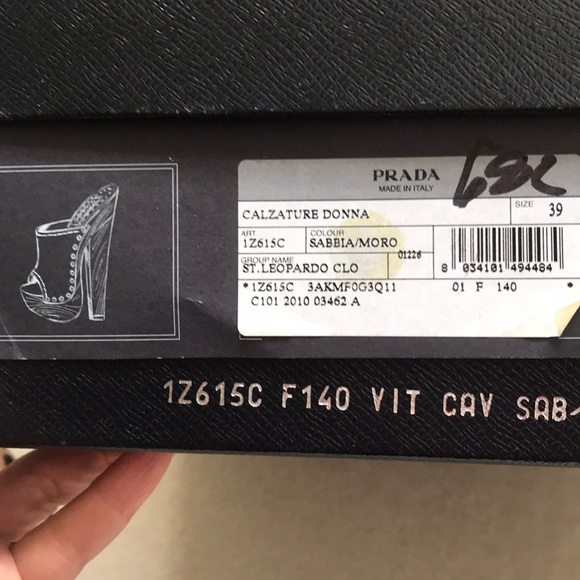 PRADA
MADE IN ITALY
CALZATURE DONNA
SIZE 39
ART
1Z615C
COLOUR
SABBIA/MORO
GROUP NAME
ST.LEOPARDO CLO
01226
8 034101 494484
*1Z615C 3AKMF0G3Q11 01 F 140 *
C101 2010 03462 A
1Z615C F140 VIT CAV SAB